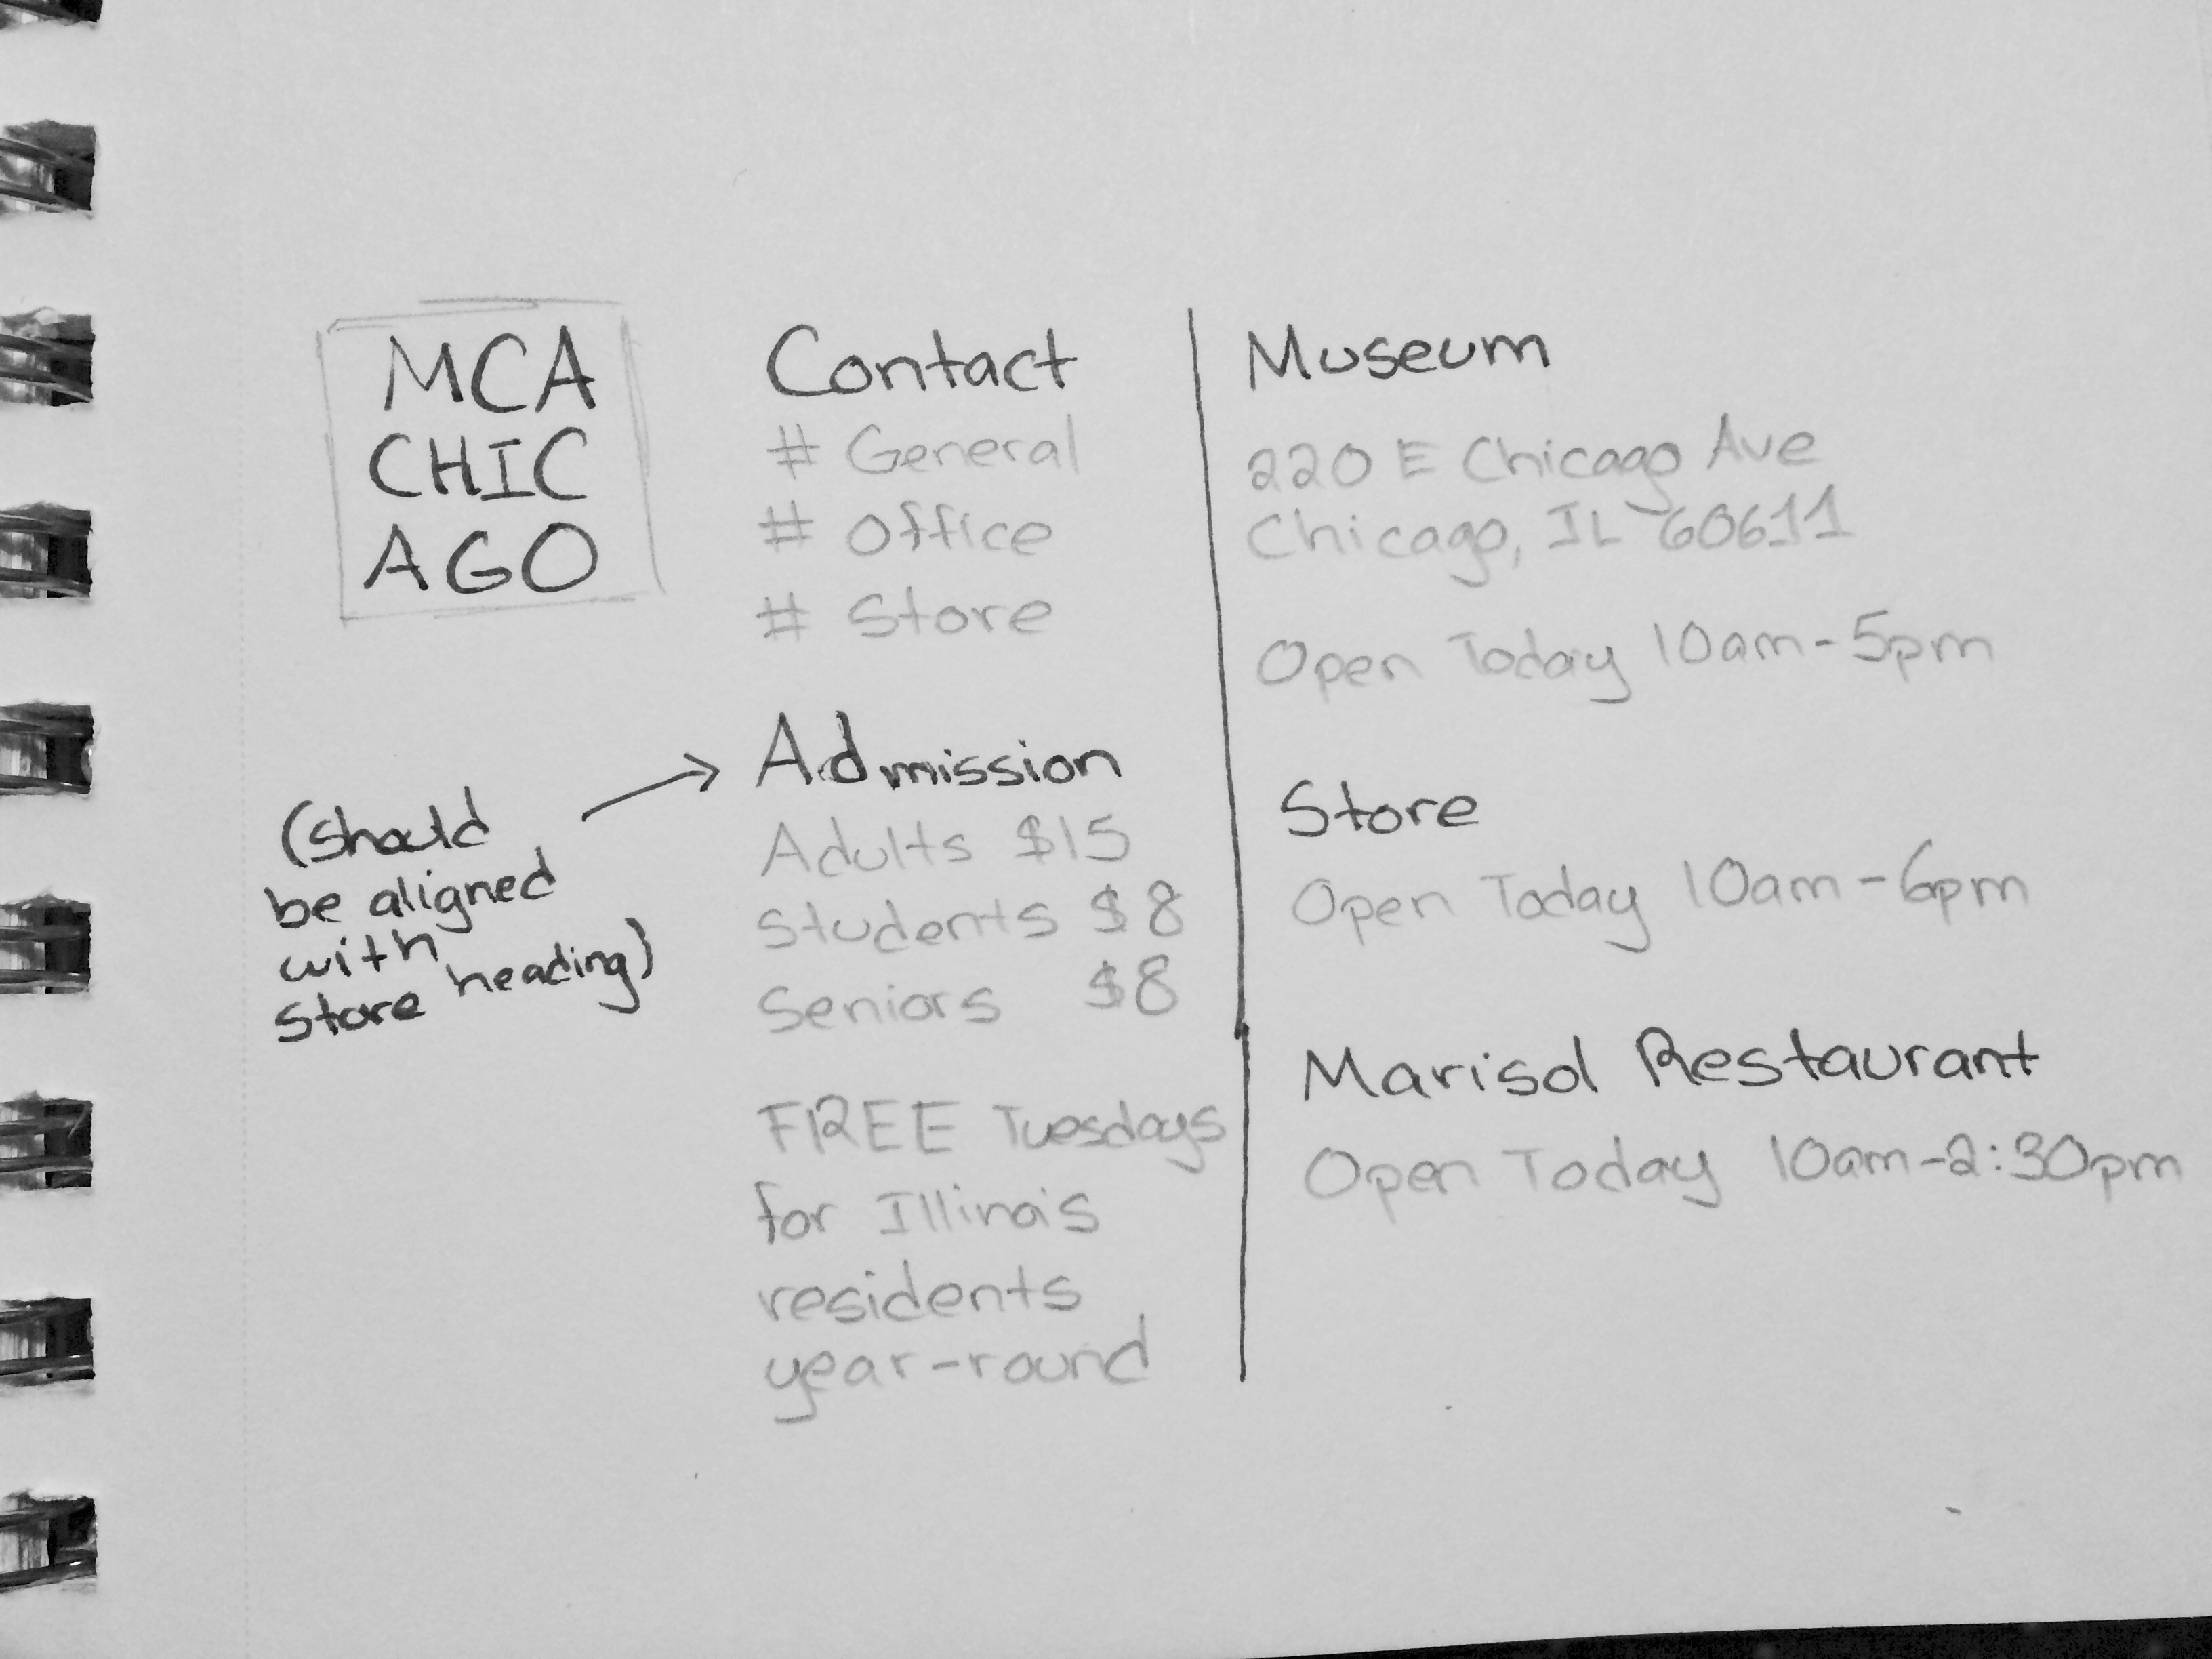 MCA
CHIC
AGO
Contact
# General
# Office
# Store
Admission
Adults $15
Students $8
Seniors $8
FREE Tuesdays
for Illinois
residents
year-round
(should
be aligned
with
store heading)
Museum
220 E Chicago Ave
Chicago, IL 60611
Open Today 10am-5pm
Store
Open Today 10am-6pm
Marisol Restaurant
Open Today 10am-2:30pm